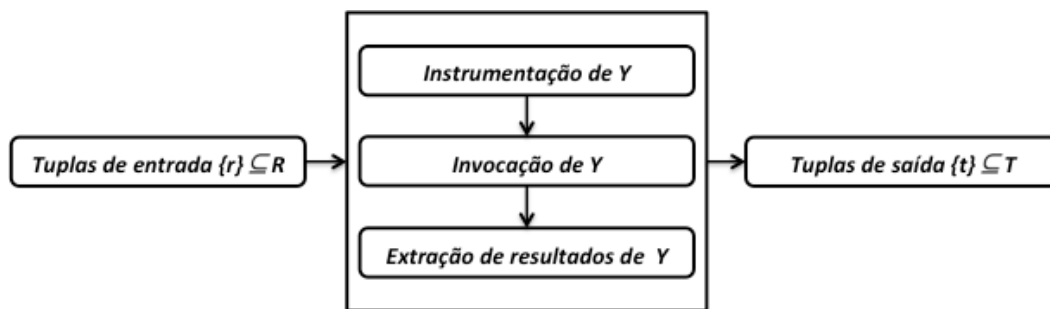 Instrumentação de Y
Tuplas de entrada {r} ⊆ R
Invocação de Y
Tuplas de saída {t} ⊆ T
Extração de resultados de Y